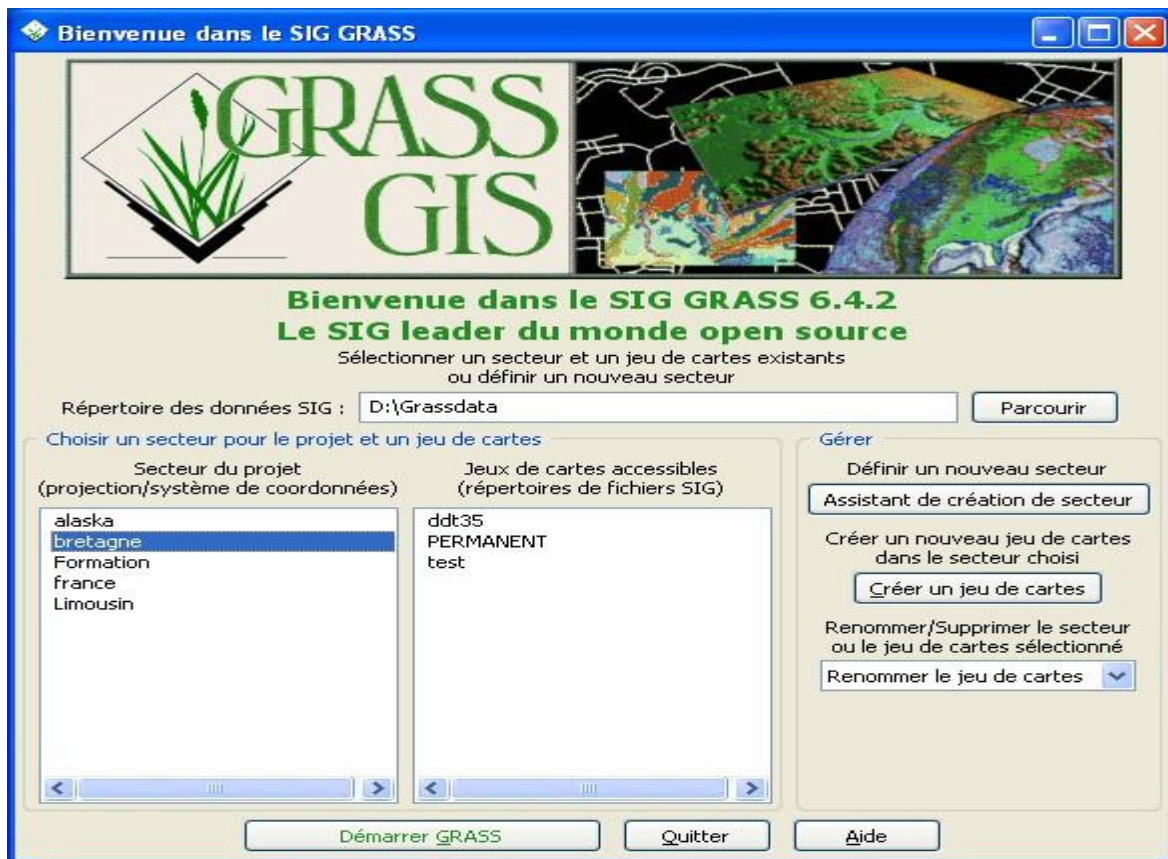 Bienvenue dans le SIG GRASS
GRASS
GIS
Bienvenue dans le SIG GRASS 6.4.2
Le SIG leader du monde open source
Sélectionner un secteur et un jeu de cartes existants
ou définir un nouveau secteur
Répertoire des données SIG : D:\Grassdata Parcourir
Choisir un secteur pour le projet et un jeu de cartes
Secteur du projet
(projection/système de coordonnées)
alaska
bretagne
Formation
france
Limousin
Jeux de cartes accessibles
(répertoires de fichiers SIG)
ddt35
PERMANENT
test
Gérer
Définir un nouveau secteur
Assistant de création de secteur
Créer un nouveau jeu de cartes
dans le secteur choisi
Créer un jeu de cartes
Renommer/Supprimer le secteur
ou le jeu de cartes sélectionné
Renommer le jeu de cartes
Démarrer GRASS Quitter Aide